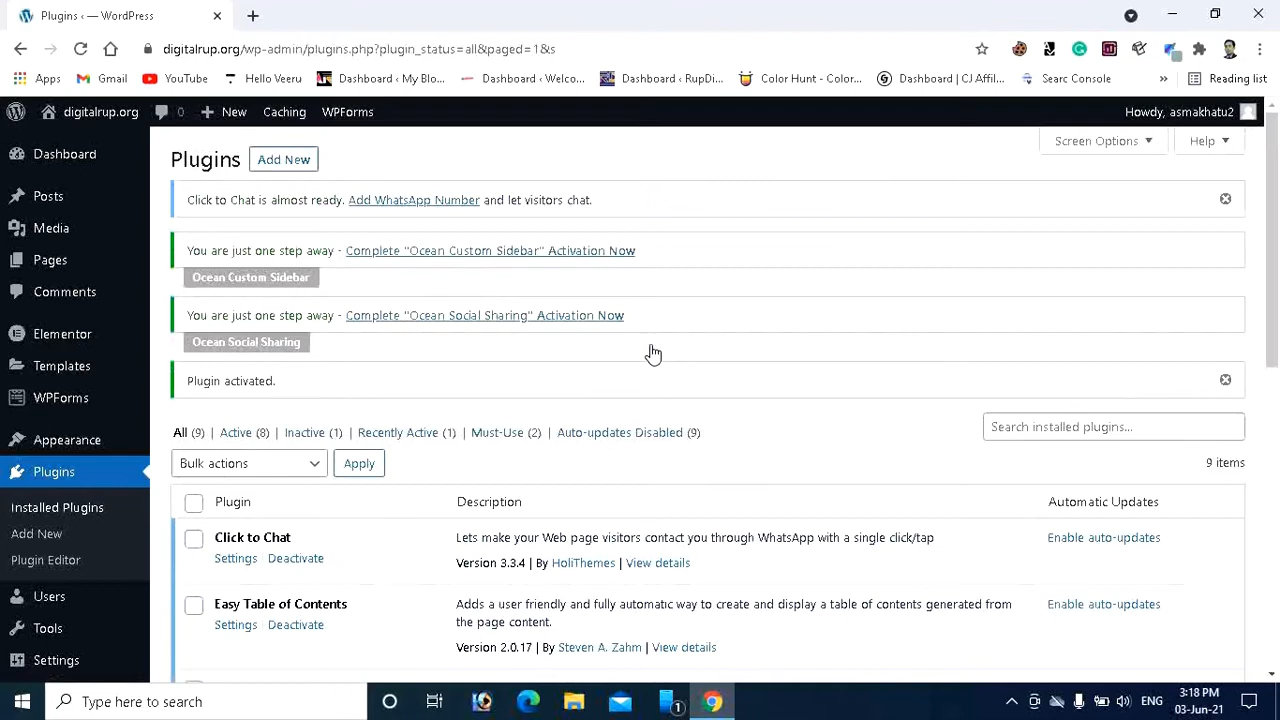 Plugins ‹ — WordPress
digitalrup.org/wp-admin/plugins.php?plugin_status=all&paged=1&s
Apps Gmail YouTube Hello Veeru Dashboard ‹ My Blo... Dashboard ‹ Welco... Dashboard ‹ RupDi... Color Hunt - Color... Dashboard | CJ Affil... Searc Console » Reading list
digitalrup.org 0 New Caching WPForms Howdy, asmakhatu2
Screen Options Help
Plugins Add New
Click to Chat is almost ready. Add WhatsApp Number and let visitors chat.
You are just one step away - Complete "Ocean Custom Sidebar" Activation Now
Ocean Custom Sidebar
You are just one step away - Complete "Ocean Social Sharing" Activation Now
Ocean Social Sharing
Plugin activated.
All (9) | Active (8) | Inactive (1) | Recently Active (1) | Must-Use (2) | Auto-updates Disabled (9)
Search installed plugins...
Bulk actions Apply
9 items
Plugin Description Automatic Updates
Click to Chat Lets make your Web page visitors contact you through WhatsApp with a single click/tap Enable auto-updates
Settings Deactivate Version 3.3.4 | By HoliThemes | View details
Easy Table of Contents Adds a user friendly and fully automatic way to create and display a table of contents generated from Enable auto-updates
the page content.
Settings Deactivate
Version 2.0.17 | By Steven A. Zahm | View details
Dashboard
Posts
Media
Pages
Comments
Elementor
Templates
WPForms
Appearance
Plugins
Installed Plugins
Add New
Plugin Editor
Users
Tools
Settings
Type here to search
1
ENG
3:18 PM
03-Jun-21